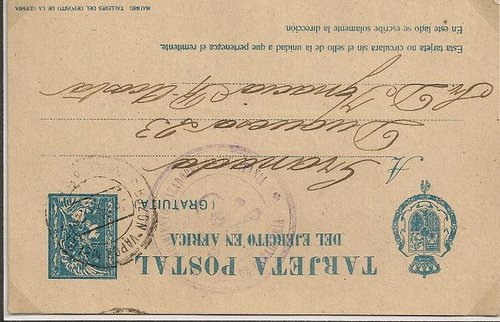 TARJETA POSTAL
DEL EJERCITO EN AFRICA
(GRATUITA)
Sr. D. Ignacio R. Acosta
Duquesa 23
A Granada
Esta tarjeta no circulará sin el sello de la unidad a que pertenezca el remitente.
En este lado se escribe solamente la dirección.
MADRID. TALLERES DEL DEPOSITO DE LA GUERRA